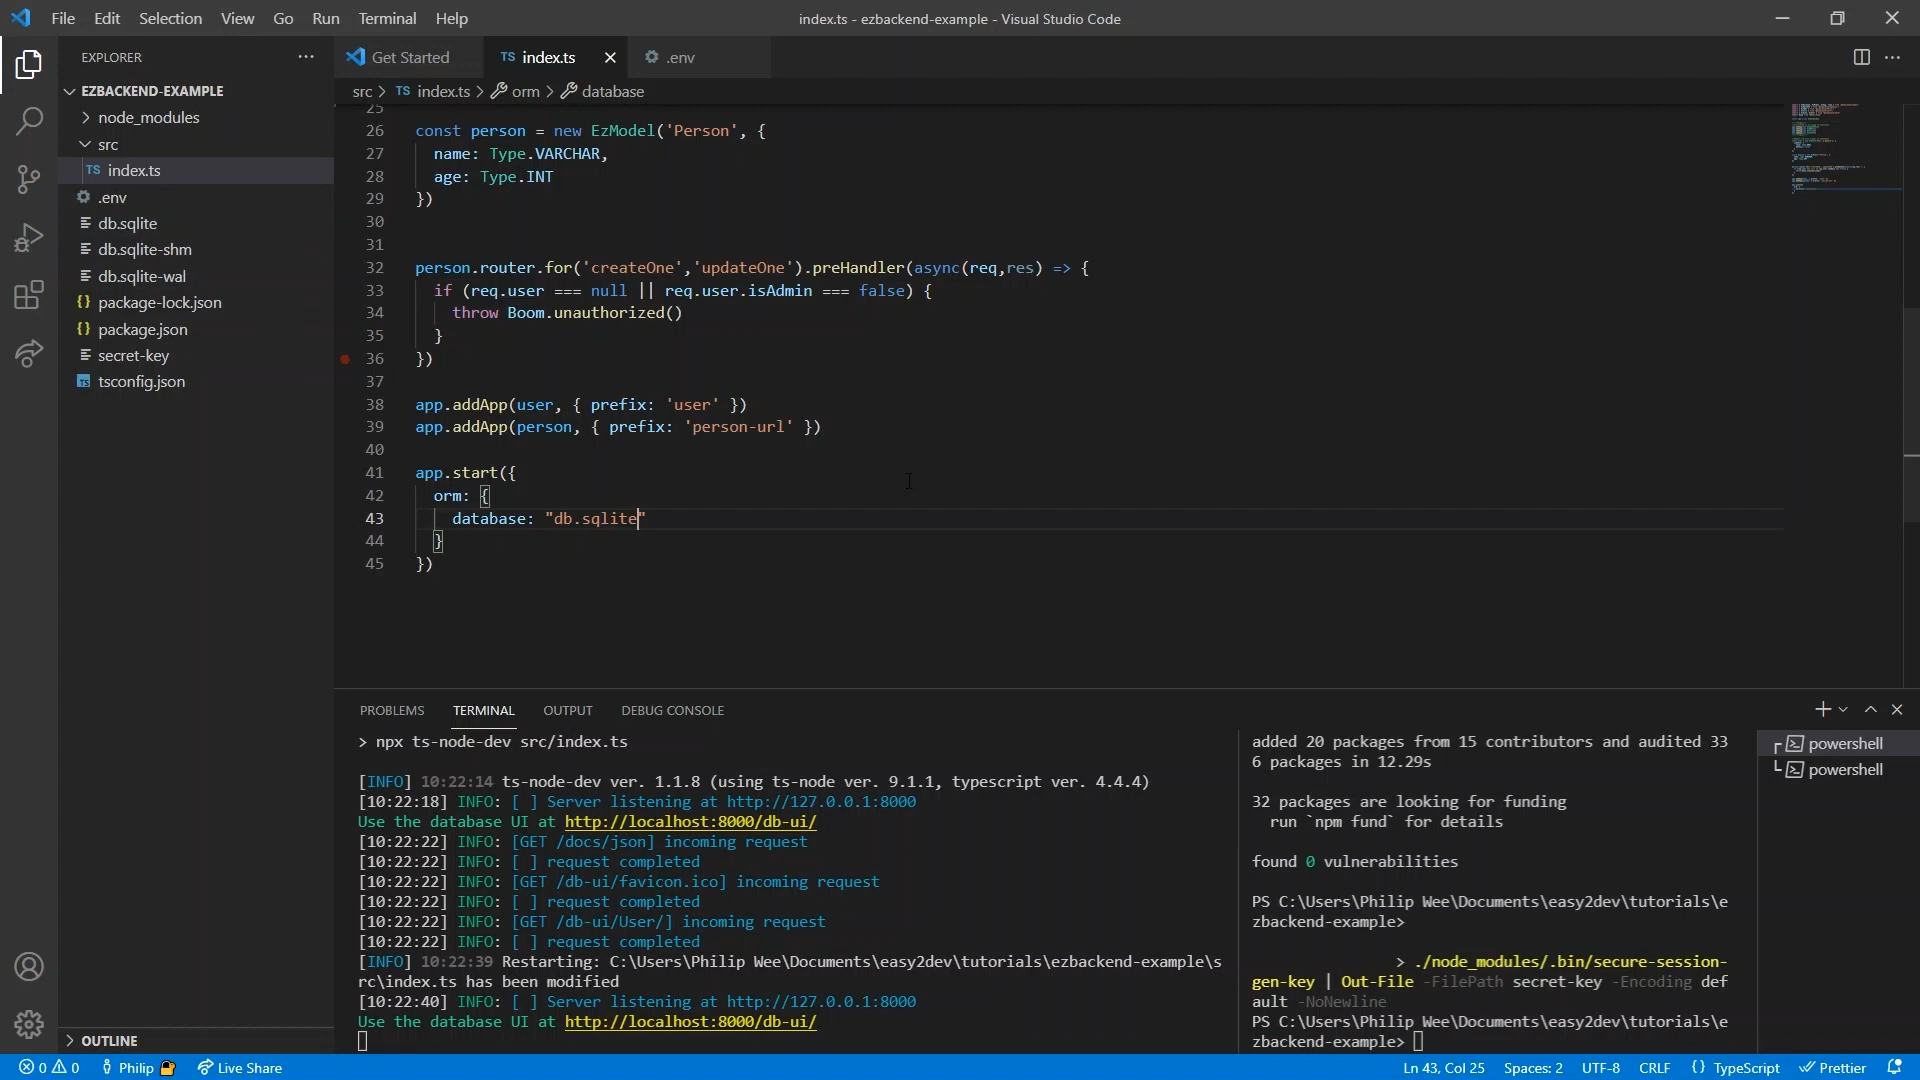 File Edit Selection View Go Run Terminal Help
index.ts - ezbackend-example - Visual Studio Code
EXPLORER
EZBACKEND-EXAMPLE
node_modules
src
TS index.ts
.env
db.sqlite
db.sqlite-shm
db.sqlite-wal
{} package-lock.json
{} package.json
secret-key
TS tsconfig.json
OUTLINE
Get Started
TS index.ts
.env
src > TS index.ts > orm > database
25
26 const person = new EzModel('Person', {
27 name: Type.VARCHAR,
28 age: Type.INT
29 })
30
31
32 person.router.for('createOne','updateOne').preHandler(async(req,res) => {
33 if (req.user === null || req.user.isAdmin === false) {
34 throw Boom.unauthorized()
35 }
36 })
37
38 app.addApp(user, { prefix: 'user' })
39 app.addApp(person, { prefix: 'person-url' })
40
41 app.start({
42 orm: {
43 database: "db.sqlite"
44 }
45 })
PROBLEMS TERMINAL OUTPUT DEBUG CONSOLE
> npx ts-node-dev src/index.ts
[INFO] 10:22:14 ts-node-dev ver. 1.1.8 (using ts-node ver. 9.1.1, typescript ver. 4.4.4)
[10:22:18] INFO: [ ] Server listening at http://127.0.0.1:8000
Use the database UI at http://localhost:8000/db-ui/
[10:22:22] INFO: [GET /docs/json] incoming request
[10:22:22] INFO: [ ] request completed
[10:22:22] INFO: [GET /db-ui/favicon.ico] incoming request
[10:22:22] INFO: [ ] request completed
[10:22:22] INFO: [GET /db-ui/User/] incoming request
[10:22:22] INFO: [ ] request completed
[INFO] 10:22:39 Restarting: C:\Users\Philip Wee\Documents\easy2dev\tutorials\ezbackend-example\s
rc\index.ts has been modified
[10:22:40] INFO: [ ] Server listening at http://127.0.0.1:8000
Use the database UI at http://localhost:8000/db-ui/
added 20 packages from 15 contributors and audited 33
6 packages in 12.29s
32 packages are looking for funding
run `npm fund` for details
found 0 vulnerabilities
PS C:\Users\Philip Wee\Documents\easy2dev\tutorials\e
zbackend-example>
> ./node_modules/.bin/secure-session-
gen-key | Out-File -FilePath secret-key -Encoding def
ault -NoNewline
PS C:\Users\Philip Wee\Documents\easy2dev\tutorials\e
zbackend-example>
powershell
powershell
0 0 Philip Live Share
Ln 43, Col 25 Spaces: 2 UTF-8 CRLF {} TypeScript Prettier